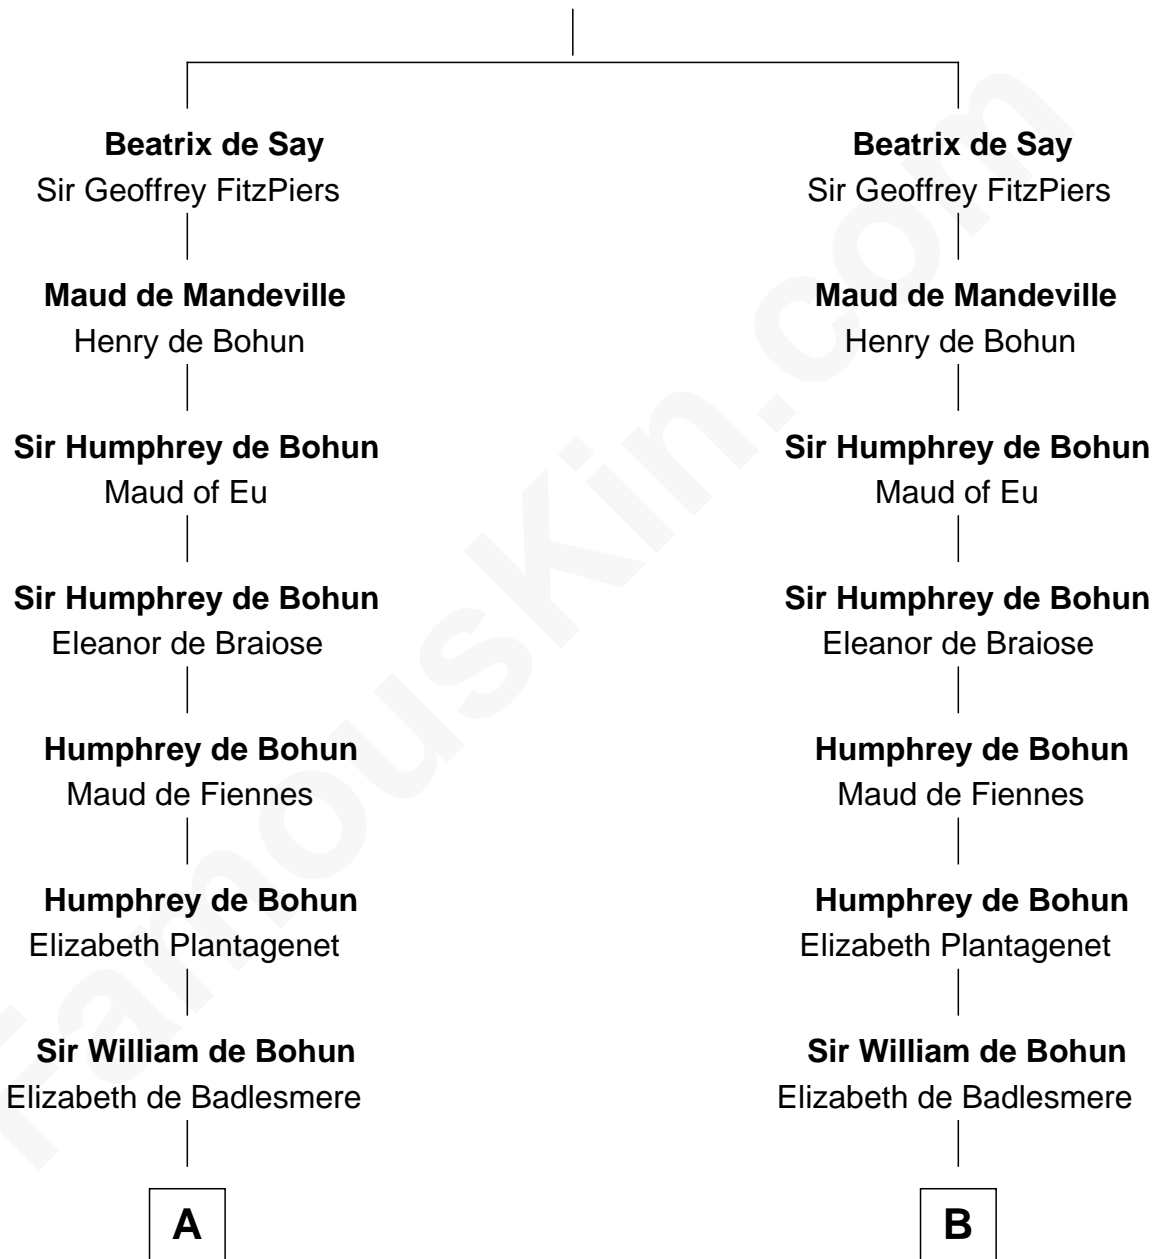 Beatrix de Say
Sir Geoffrey FitzPiers
Maud de Mandeville
Henry de Bohun
Sir Humphrey de Bohun
Maud of Eu
Sir Humphrey de Bohun
Eleanor de Braiose
Humphrey de Bohun
Maud de Fiennes
Humphrey de Bohun
Elizabeth Plantagenet
Sir William de Bohun
Elizabeth de Badlesmere
A
Beatrix de Say
Sir Geoffrey FitzPiers
Maud de Mandeville
Henry de Bohun
Sir Humphrey de Bohun
Maud of Eu
Sir Humphrey de Bohun
Eleanor de Braiose
Humphrey de Bohun
Maud de Fiennes
Humphrey de Bohun
Elizabeth Plantagenet
Sir William de Bohun
Elizabeth de Badlesmere
B
FamousKin.com